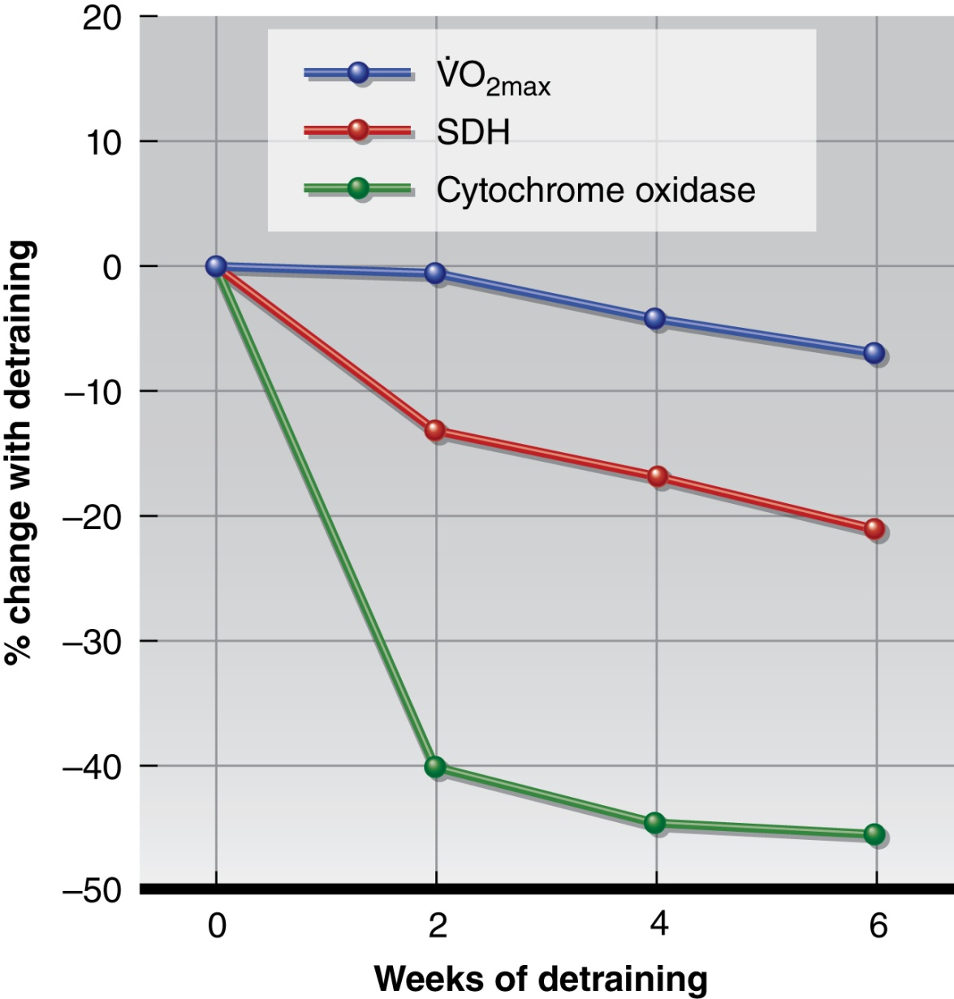 20
10
0
–10
–20
–30
–40
–50
% change with detraining
V̇O₂max
SDH
Cytochrome oxidase
0 2 4 6
Weeks of detraining